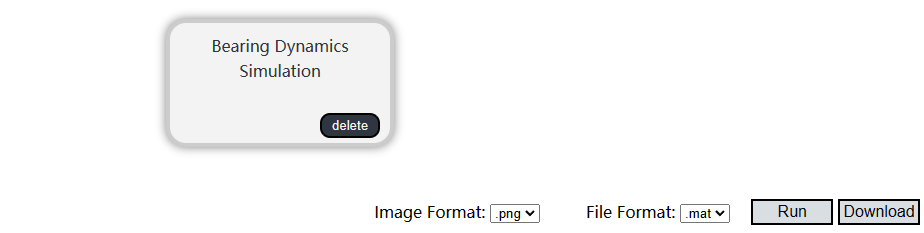 Bearing Dynamics
Simulation
delete
Image Format: .png File Format: .mat Run Download